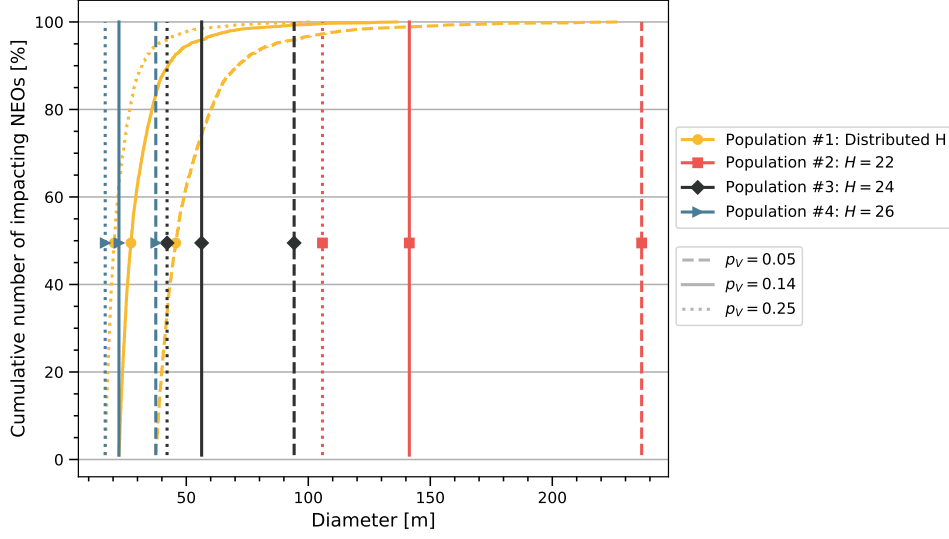 Cumulative number of impacting NEOs [%]
100
80
60
40
20
0
50
100
150
200
Diameter [m]
Population #1: Distributed H
Population #2: H = 22
Population #3: H = 24
Population #4: H = 26
p_V = 0.05
p_V = 0.14
p_V = 0.25